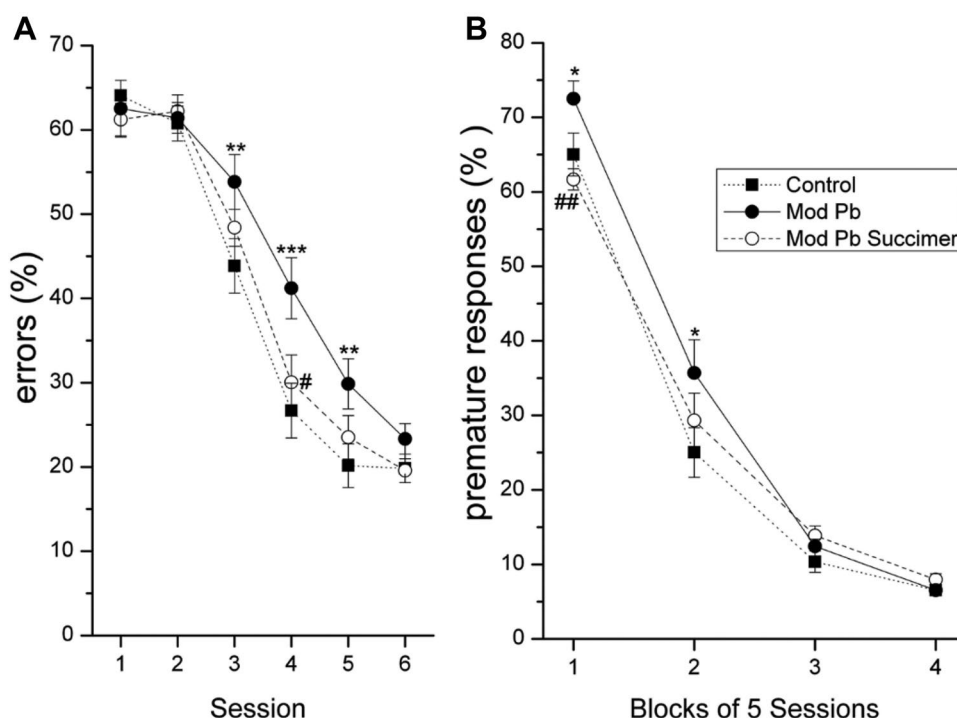 A
errors (%)
70
60
50
40
30
20
10
0
**
***
**
#
1 2 3 4 5 6
Session
B
premature responses (%)
80
70
60
50
40
30
20
10
0
*
##
*
Control
Mod Pb
Mod Pb Succimer
1 2 3 4
Blocks of 5 Sessions